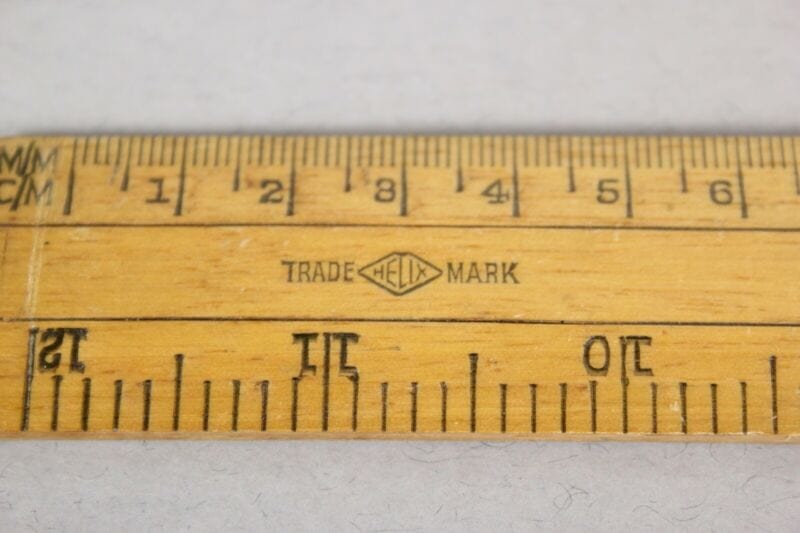 M/M
C/M 1 2 3 4 5 6
TRADE HELIX MARK
12 11 10